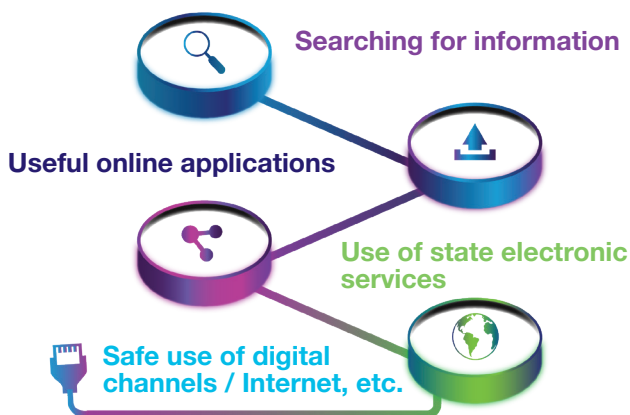 Searching for information
Useful online applications
Use of state electronic
services
Safe use of digital
channels / Internet, etc.